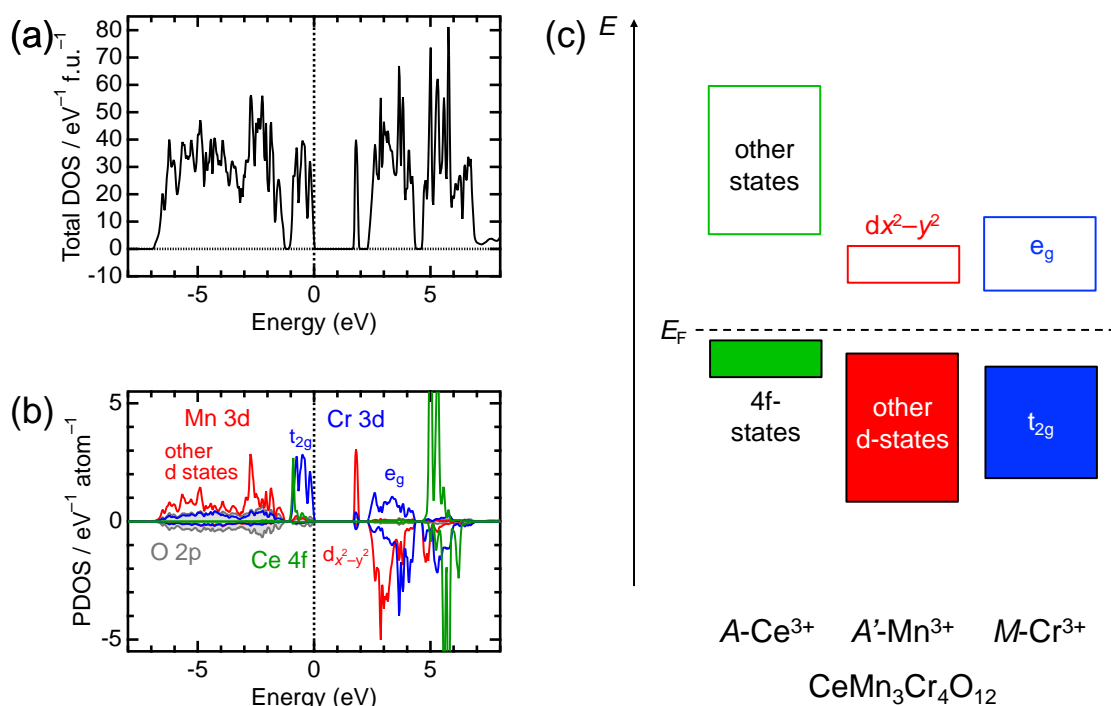 (a)
Total DOS / eV⁻¹ f.u.⁻¹
80
70
60
50
40
30
20
10
0
-10
-5
0
5
Energy (eV)
(b)
PDOS / eV⁻¹ atom⁻¹
5
0
-5
Mn 3d
Cr 3d
other
d states
t2g
eg
O 2p
Ce 4f
dx²–y²
-5
0
5
Energy (eV)
(c)
E
other
states
dx²–y²
eg
EF
4f-
states
other
d-states
t2g
A-Ce³⁺
A'-Mn³⁺
M-Cr³⁺
CeMn₃Cr₄O₁₂